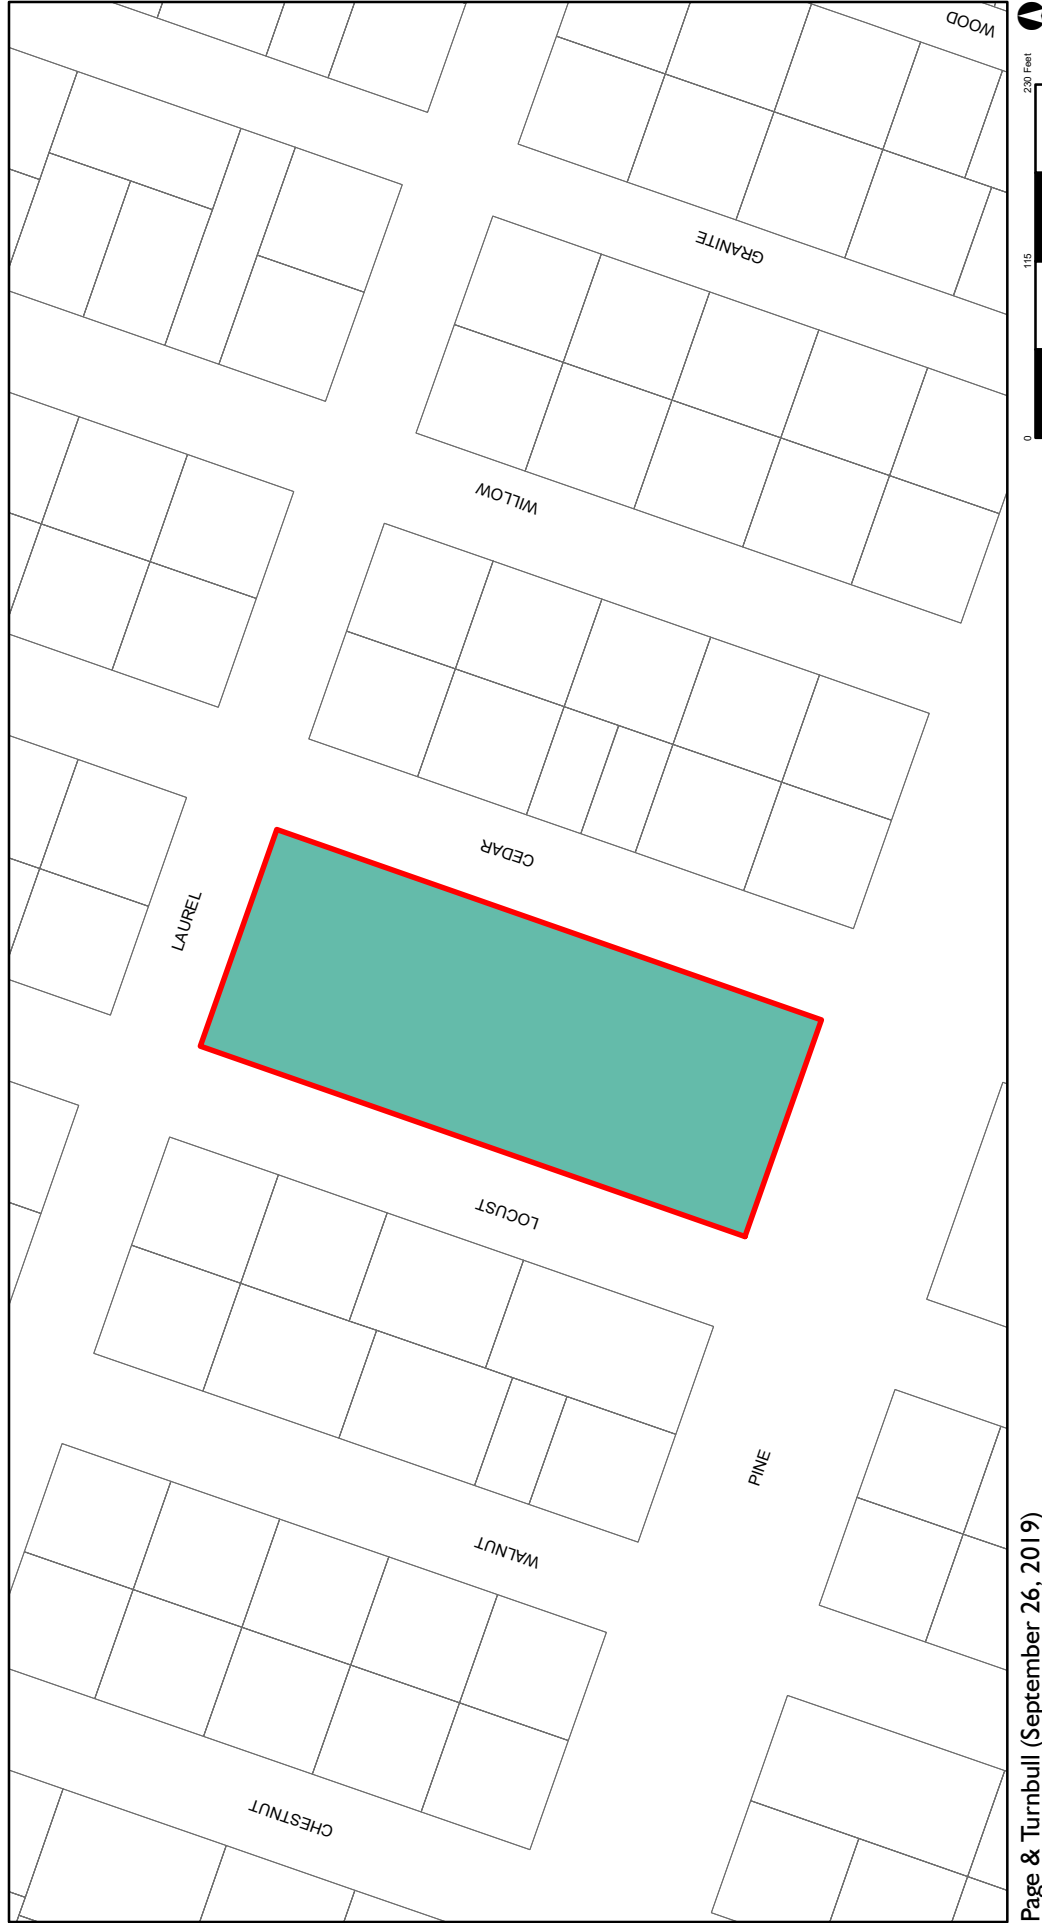 WOOD
GRANITE
WILLOW
CEDAR
LAUREL
LOCUST
PINE
WALNUT
CHESTNUT
0 115 230 Feet
Page & Turnbull (September 26, 2019)